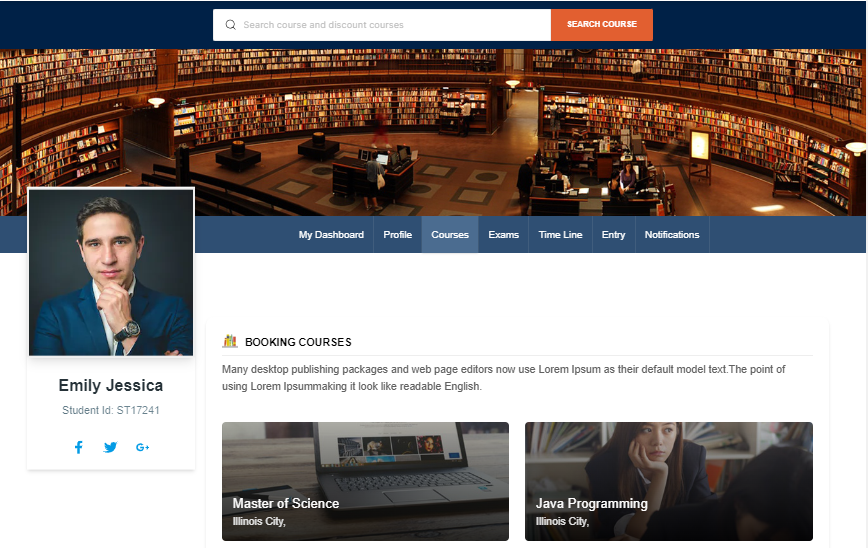 Search course and discount courses
SEARCH COURSE
My Dashboard
Profile
Courses
Exams
Time Line
Entry
Notifications
Emily Jessica
Student Id: ST17241
BOOKING COURSES
Many desktop publishing packages and web page editors now use Lorem Ipsum as their default model text.The point of
using Lorem Ipsummaking it look like readable English.
Master of Science
Illinois City,
Java Programming
Illinois City,